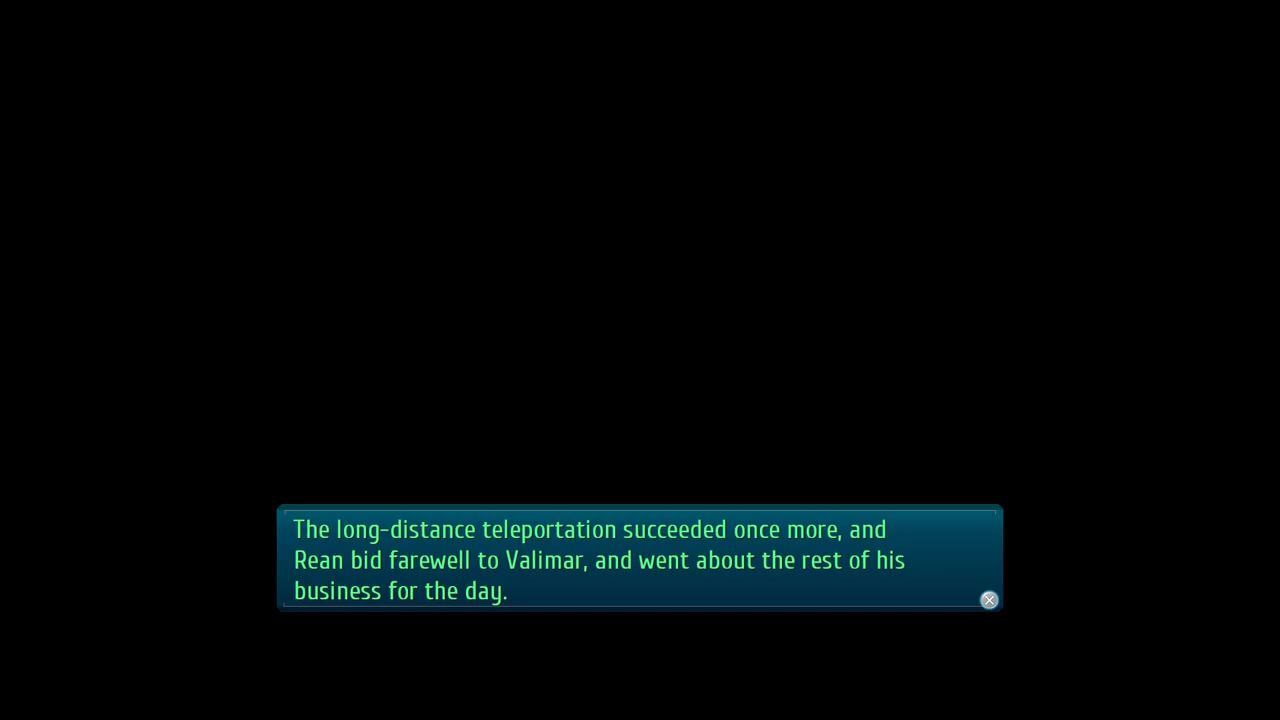 The long-distance teleportation succeeded once more, and
Rean bid farewell to Valimar, and went about the rest of his
business for the day.